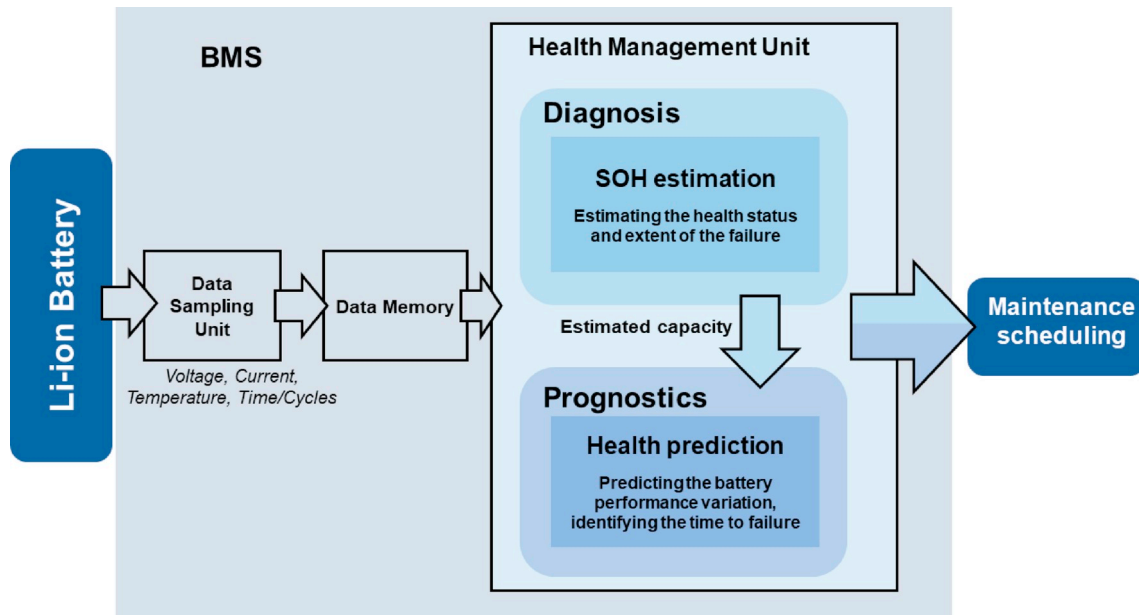 BMS
Health Management Unit
Li-ion Battery
Data
Sampling
Unit
Voltage, Current,
Temperature, Time/Cycles
Data Memory
Diagnosis
SOH estimation
Estimating the health status
and extent of the failure
Estimated capacity
Prognostics
Health prediction
Predicting the battery
performance variation,
identifying the time to failure
Maintenance
scheduling